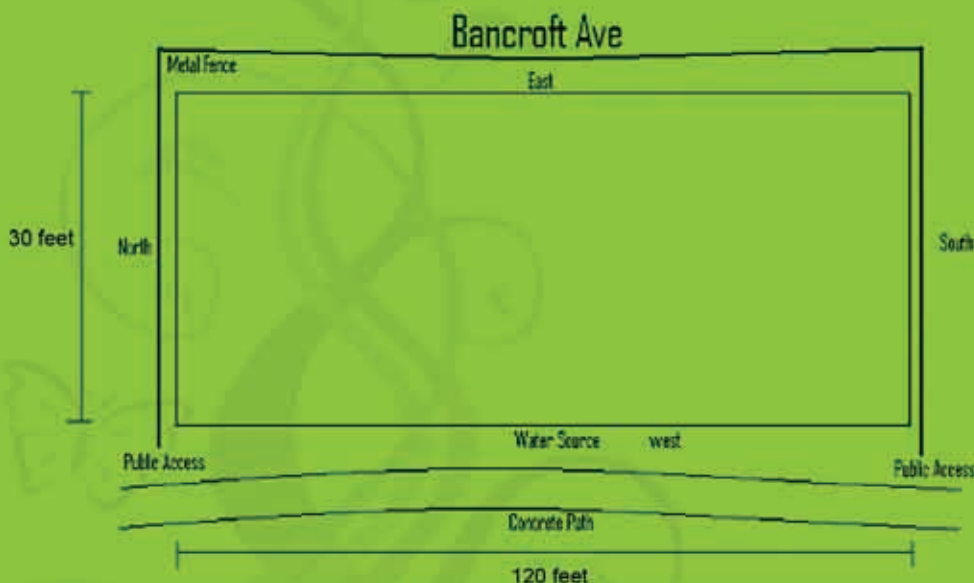 Bancroft Ave
Metal Fence
East
30 feet
North
South
Water Source west
Public Access
Public Access
Concrete Path
120 feet